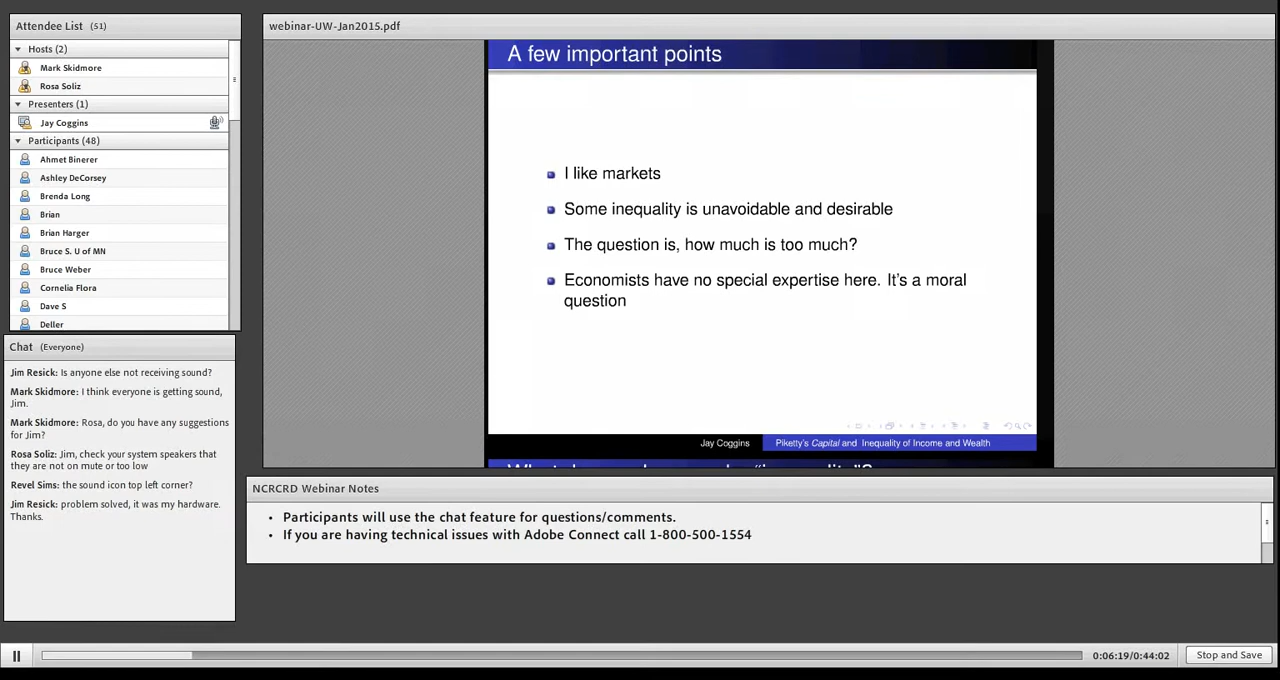 Attendee List (51)
Hosts (2)
Mark Skidmore
Rosa Soliz
Presenters (1)
Jay Coggins
Participants (48)
Ahmet Binerer
Ashley DeCorsey
Brenda Long
Brian
Brian Harger
Bruce S. U of MN
Bruce Weber
Cornelia Flora
Dave S
Deller
Chat (Everyone)
Jim Resick: Is anyone else not receiving sound?
Mark Skidmore: I think everyone is getting sound,
Jim.
Mark Skidmore: Rosa, do you have any suggestions
for Jim?
Rosa Soliz: Jim, check your system speakers that
they are not on mute or too low
Revel Sims: the sound icon top left corner?
Jim Resick: problem solved, it was my hardware.
Thanks.
webinar-UW-Jan2015.pdf
A few important points
I like markets
Some inequality is unavoidable and desirable
The question is, how much is too much?
Economists have no special expertise here. It's a moral
question
Jay Coggins Piketty's Capital and Inequality of Income and Wealth
NCRCRD Webinar Notes
• Participants will use the chat feature for questions/comments.
• If you are having technical issues with Adobe Connect call 1-800-500-1554
0:06:19/0:44:02 Stop and Save